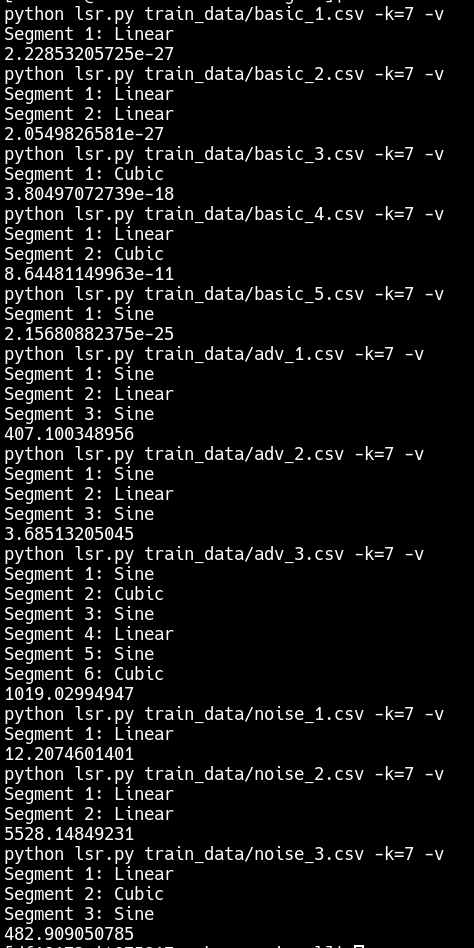 python lsr.py train_data/basic_1.csv -k=7 -v
Segment 1: Linear
2.22853205725e-27
python lsr.py train_data/basic_2.csv -k=7 -v
Segment 1: Linear
Segment 2: Linear
2.0549826581e-27
python lsr.py train_data/basic_3.csv -k=7 -v
Segment 1: Cubic
3.80497072739e-18
python lsr.py train_data/basic_4.csv -k=7 -v
Segment 1: Linear
Segment 2: Cubic
8.64481149963e-11
python lsr.py train_data/basic_5.csv -k=7 -v
Segment 1: Sine
2.15680882375e-25
python lsr.py train_data/adv_1.csv -k=7 -v
Segment 1: Sine
Segment 2: Linear
Segment 3: Sine
407.100348956
python lsr.py train_data/adv_2.csv -k=7 -v
Segment 1: Sine
Segment 2: Linear
Segment 3: Sine
3.68513205045
python lsr.py train_data/adv_3.csv -k=7 -v
Segment 1: Sine
Segment 2: Cubic
Segment 3: Sine
Segment 4: Linear
Segment 5: Sine
Segment 6: Cubic
1019.02994947
python lsr.py train_data/noise_1.csv -k=7 -v
Segment 1: Linear
12.2074601401
python lsr.py train_data/noise_2.csv -k=7 -v
Segment 1: Linear
Segment 2: Linear
5528.14849231
python lsr.py train_data/noise_3.csv -k=7 -v
Segment 1: Linear
Segment 2: Cubic
Segment 3: Sine
482.909050785